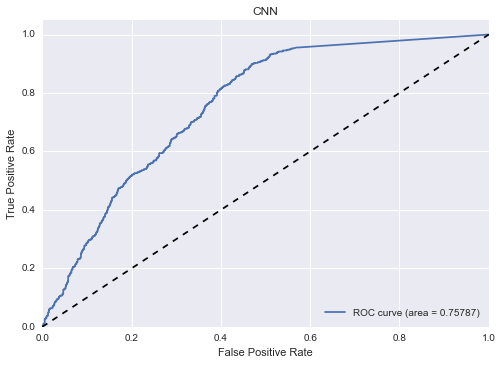 CNN
1.0
0.8
0.6
0.4
0.2
0.0
True Positive Rate
ROC curve (area = 0.75787)
0.0 0.2 0.4 0.6 0.8 1.0
False Positive Rate